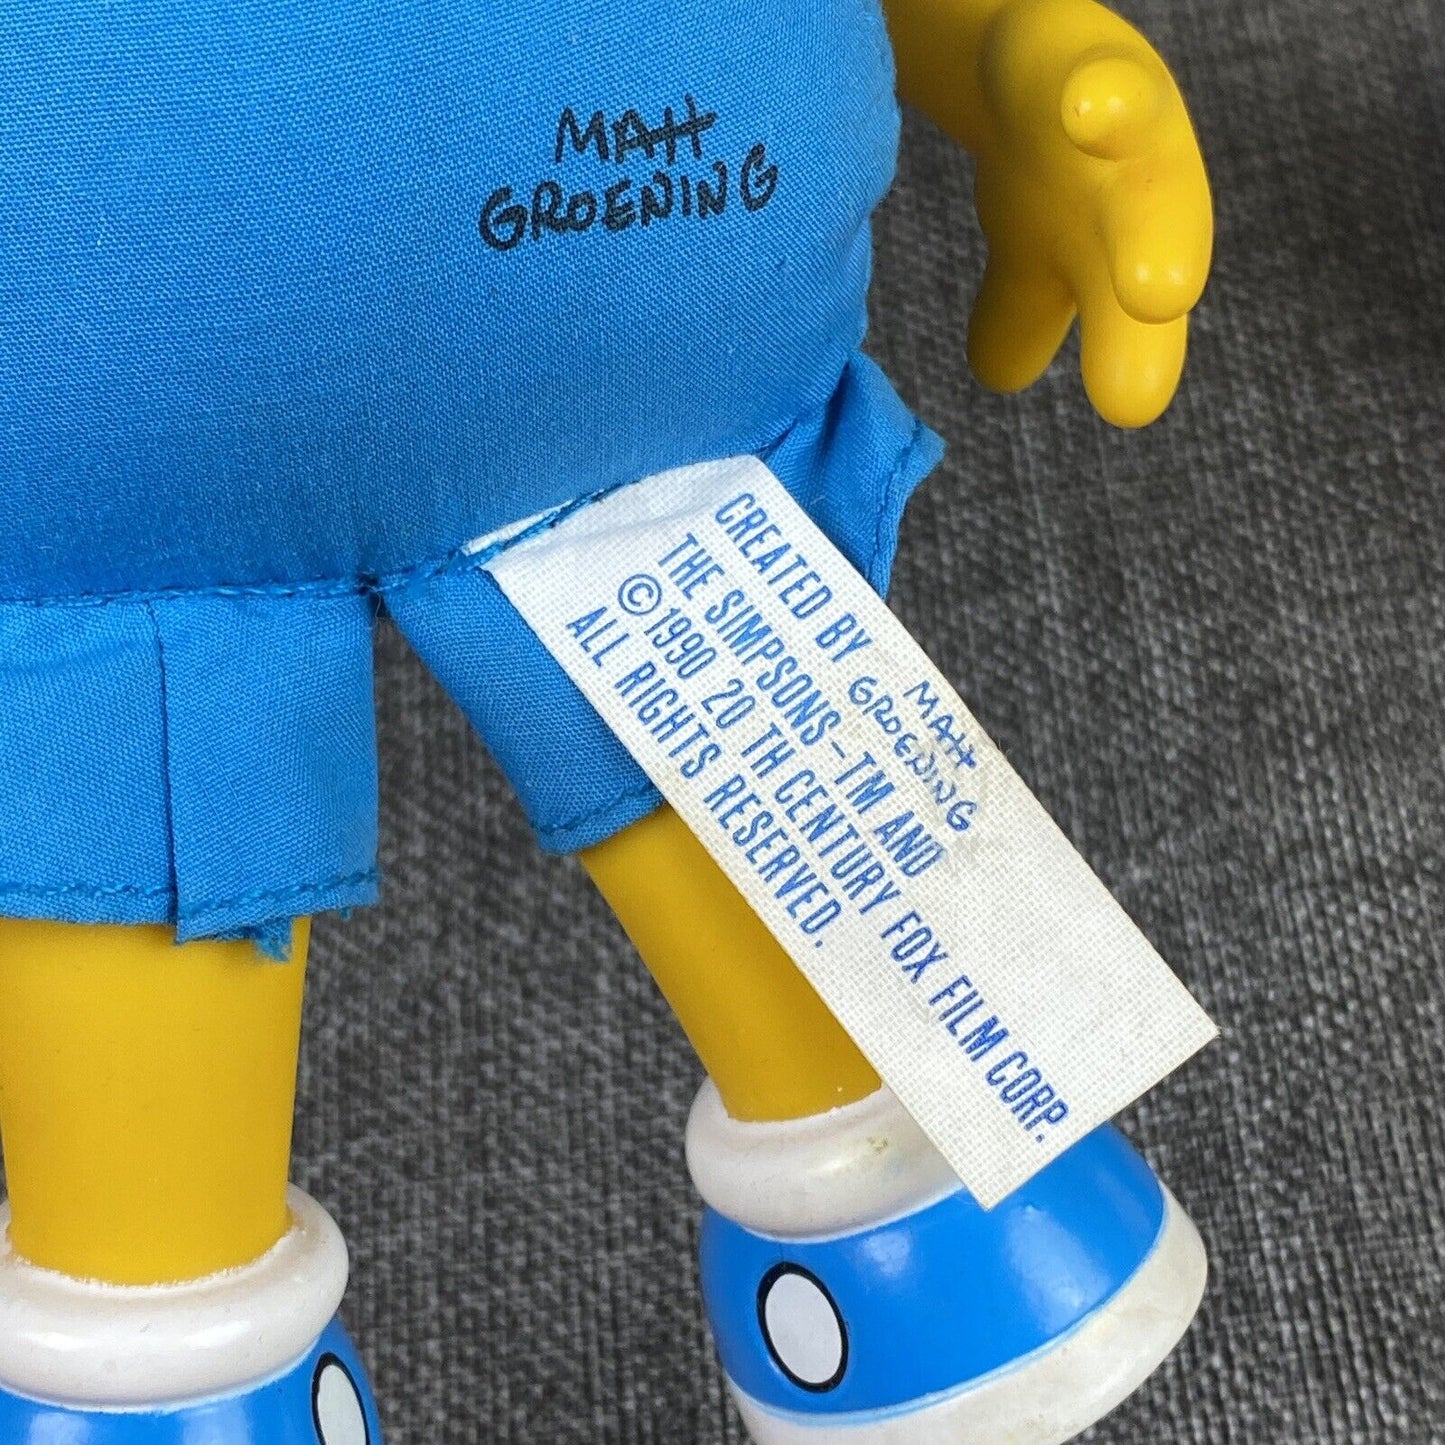 MATT
GROENING
CREATED BY MATT GROENING
THE SIMPSONS-TM AND
© 1990 20 TH CENTURY FOX FILM CORP.
ALL RIGHTS RESERVED.